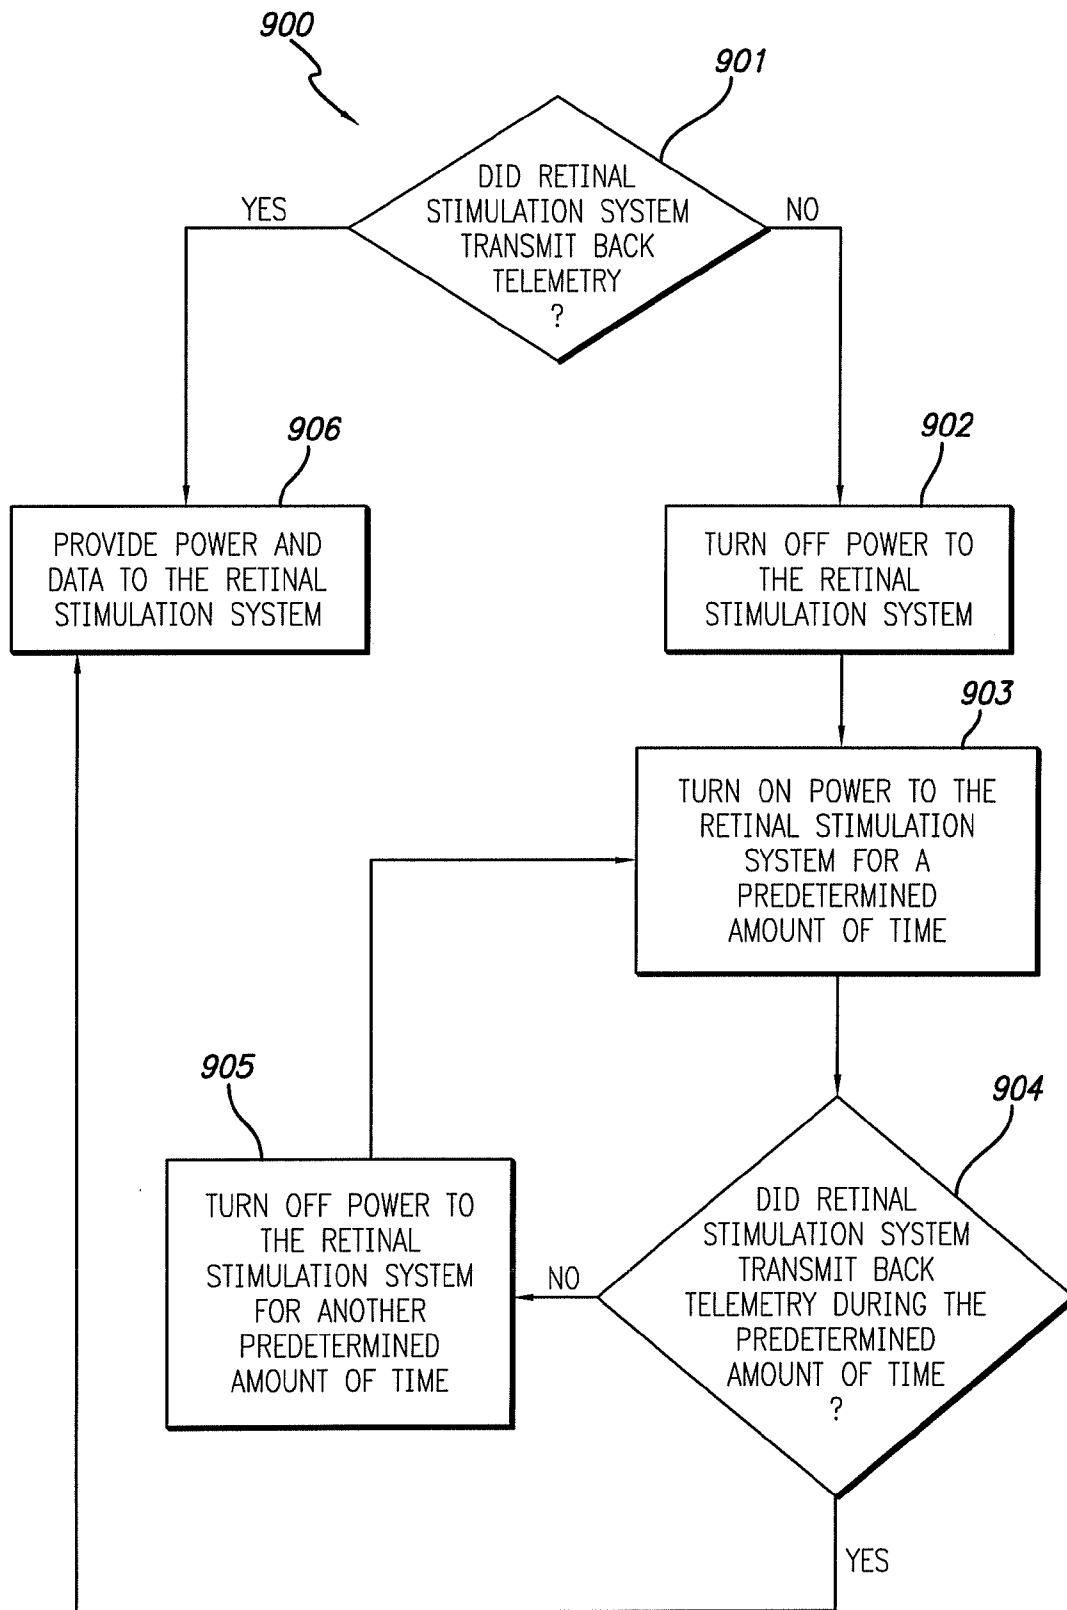 900
901
DID RETINAL
STIMULATION SYSTEM
TRANSMIT BACK
TELEMETRY
?
YES
NO
906
PROVIDE POWER AND
DATA TO THE RETINAL
STIMULATION SYSTEM
902
TURN OFF POWER TO
THE RETINAL
STIMULATION SYSTEM
903
TURN ON POWER TO THE
RETINAL STIMULATION
SYSTEM FOR A
PREDETERMINED
AMOUNT OF TIME
905
TURN OFF POWER TO
THE RETINAL
STIMULATION SYSTEM
FOR ANOTHER
PREDETERMINED
AMOUNT OF TIME
NO
904
DID RETINAL
STIMULATION SYSTEM
TRANSMIT BACK
TELEMETRY DURING THE
PREDETERMINED
AMOUNT OF TIME
?
YES